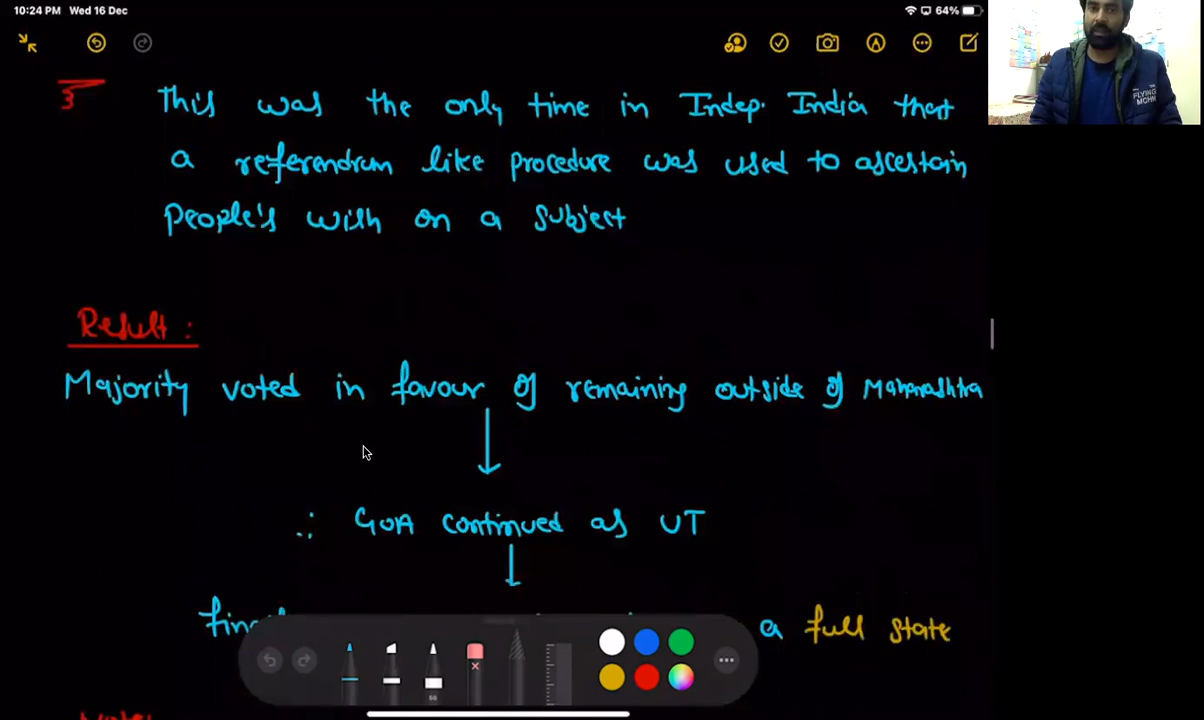 10:24 PM Wed 16 Dec
64%
3 This was the only time in Indep. India that
a referendum like procedure was used to ascertain
people's wish on a subject
Result:
Majority voted in favour of remaining outside of Maharashtra
∴ GOA continued as UT
a full state
FLYING